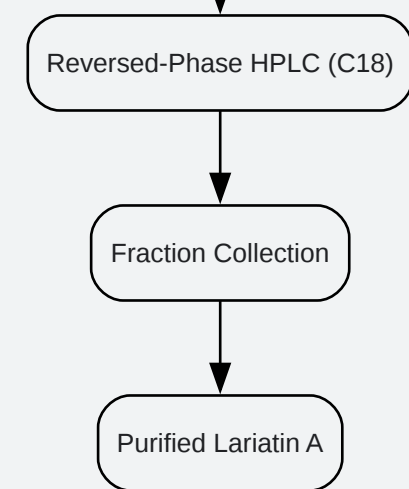 Reversed-Phase HPLC (C18)
Fraction Collection
Purified Lariatin A